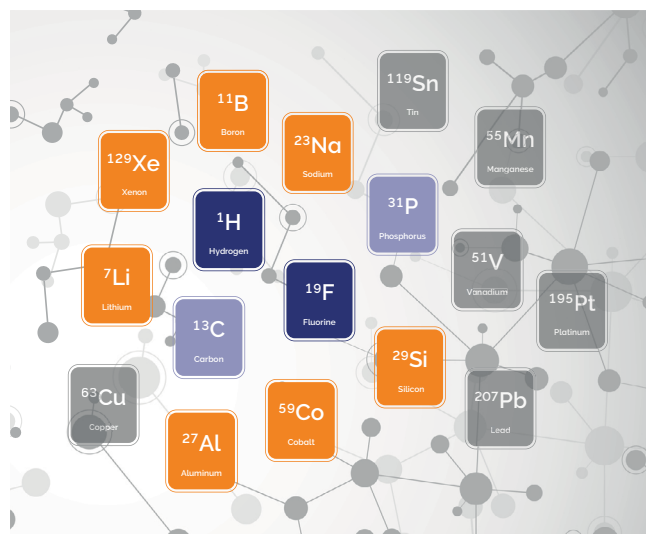 ¹¹B
Boron
¹¹⁹Sn
Tin
²³Na
Sodium
⁵⁵Mn
Manganese
¹²⁹Xe
Xenon
¹H
Hydrogen
³¹P
Phosphorus
⁵¹V
Vanadium
⁷Li
Lithium
¹⁹F
Fluorine
¹⁹⁵Pt
Platinum
¹³C
Carbon
²⁹Si
Silicon
⁶³Cu
Copper
⁵⁹Co
Cobalt
²⁰⁷Pb
Lead
²⁷Al
Aluminum